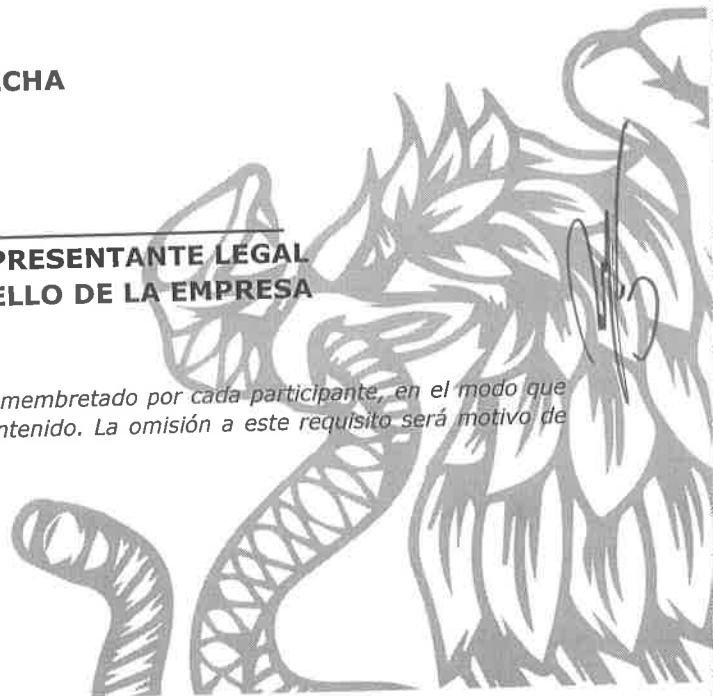 CHA
PRESENTANTE LEGAL
ELLO DE LA EMPRESA
membretado por cada participante, en el modo que
ntenido. La omisión a este requisito será motivo de